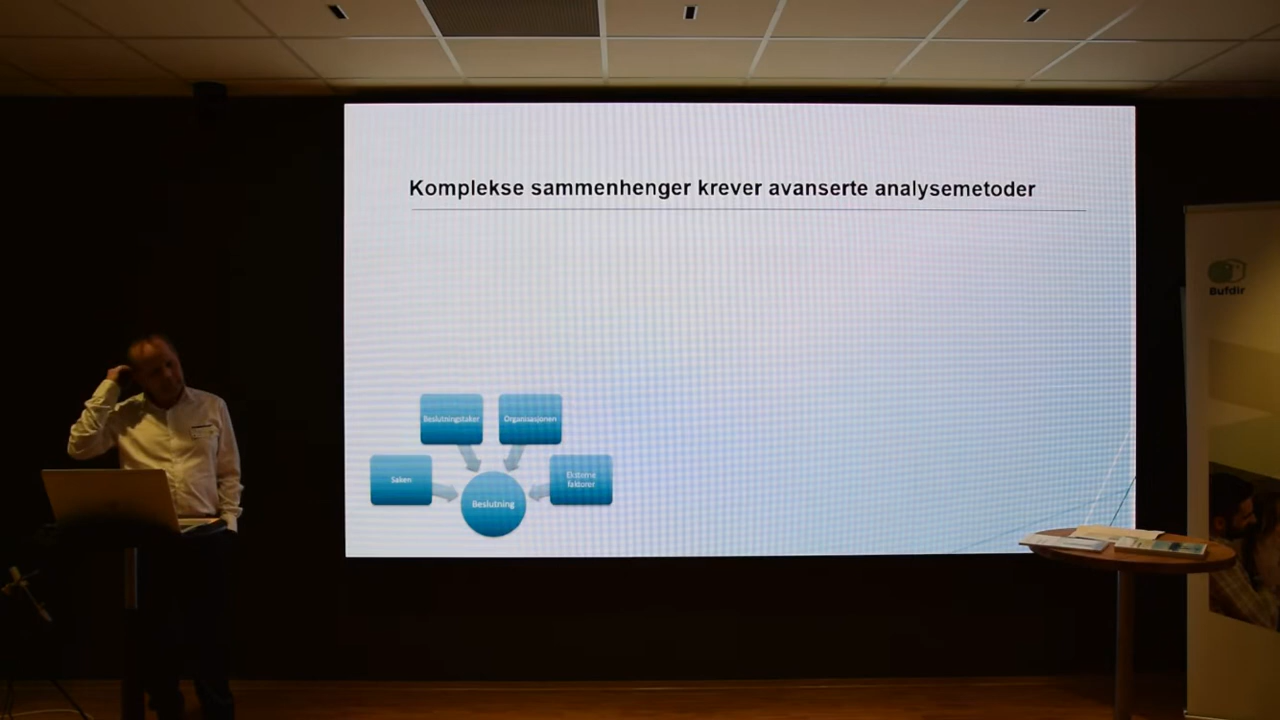 Komplekse sammenhenger krever avanserte analysemetoder
Bufdir
Beslutningstaker
Organisasjonen
Saken
Eksterne
faktorer
Beslutning